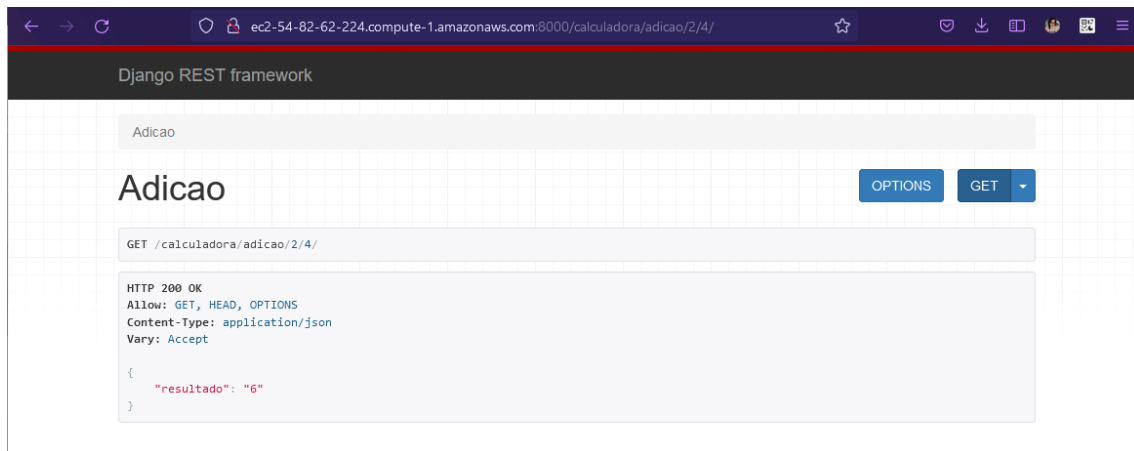 ec2-54-82-62-224.compute-1.amazonaws.com:8000/calculadora/adicao/2/4/
Django REST framework
Adicao
Adicao
OPTIONS
GET
GET /calculadora/adicao/2/4/
HTTP 200 OK
Allow: GET, HEAD, OPTIONS
Content-Type: application/json
Vary: Accept
{
"resultado": "6"
}